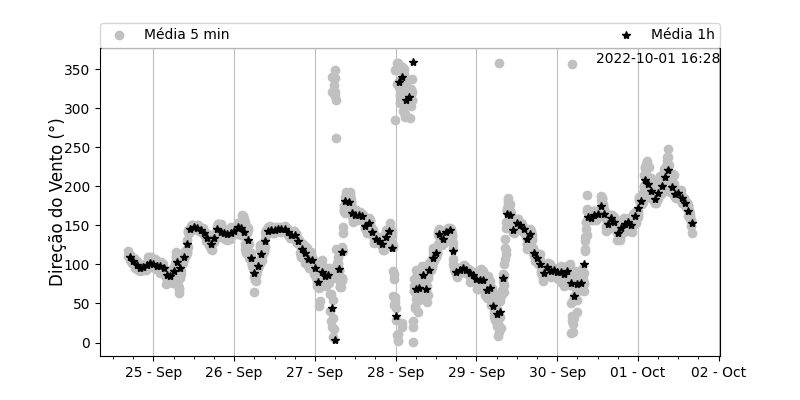 Média 5 min
Média 1h
2022-10-01 16:28
Direção do Vento (°)
350
300
250
200
150
100
50
0
25 - Sep
26 - Sep
27 - Sep
28 - Sep
29 - Sep
30 - Sep
01 - Oct
02 - Oct